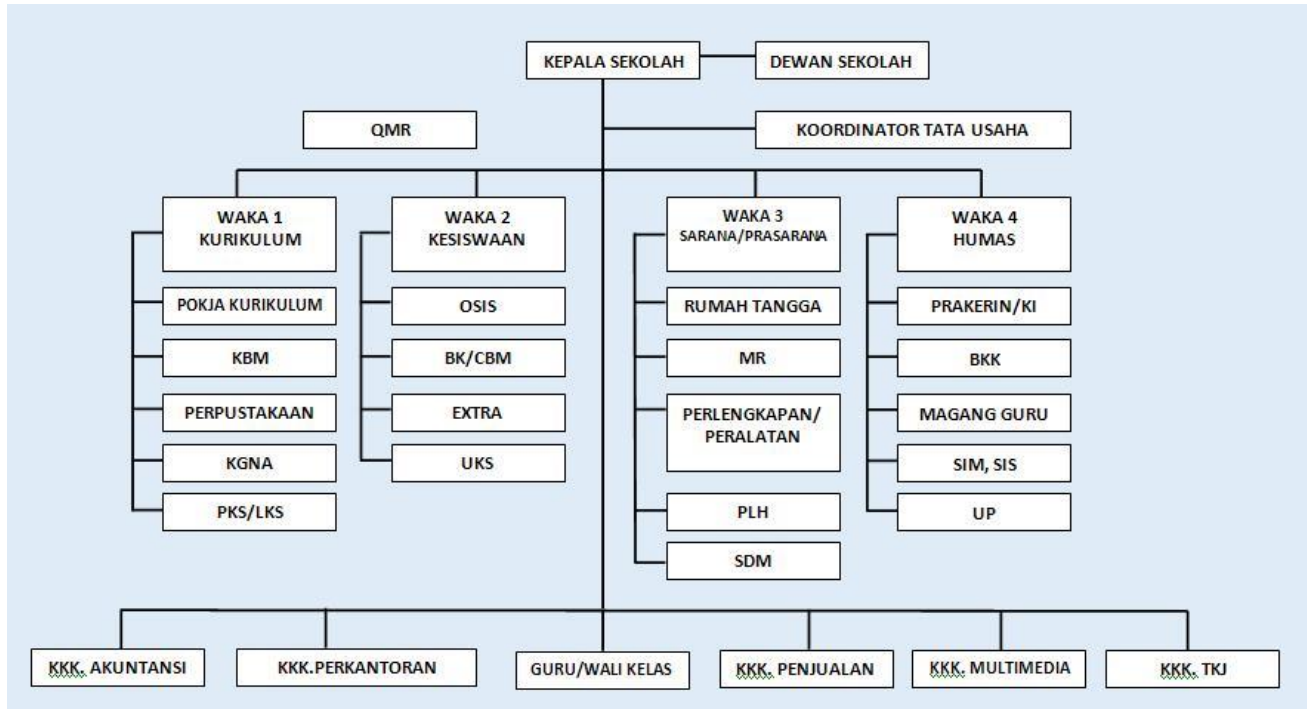 KEPALA SEKOLAH
DEWAN SEKOLAH
QMR
KOORDINATOR TATA USAHA
WAKA 1
KURIKULUM
POKJA KURIKULUM
KBM
PERPUSTAKAAN
KGNA
PKS/LKS
WAKA 2
KESISWAAN
OSIS
BK/CBM
EXTRA
UKS
WAKA 3
SARANA/PRASARANA
RUMAH TANGGA
MR
PERLENGKAPAN/
PERALATAN
PLH
SDM
WAKA 4
HUMAS
PRAKERIN/KI
BKK
MAGANG GURU
SIM, SIS
UP
KKK. AKUNTANSI
KKK.PERKANTORAN
GURU/WALI KELAS
KKK. PENJUALAN
KKK. MULTIMEDIA
KKK. TKJ